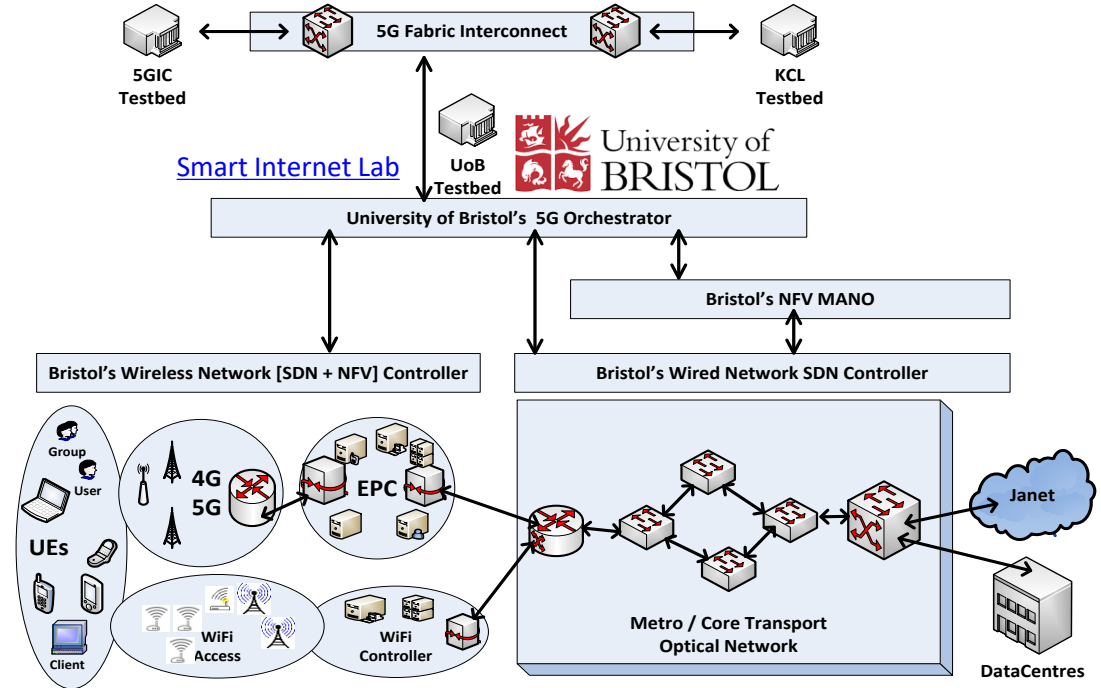 5G Fabric Interconnect
5GIC
Testbed
KCL
Testbed
UoB
Testbed
Smart Internet Lab
University of
BRISTOL
University of Bristol's 5G Orchestrator
Bristol's NFV MANO
Bristol's Wireless Network [SDN + NFV] Controller
Bristol's Wired Network SDN Controller
Group
User
UEs
Client
4G
5G
EPC
WiFi
Access
WiFi
Controller
Metro / Core Transport
Optical Network
Janet
DataCentres